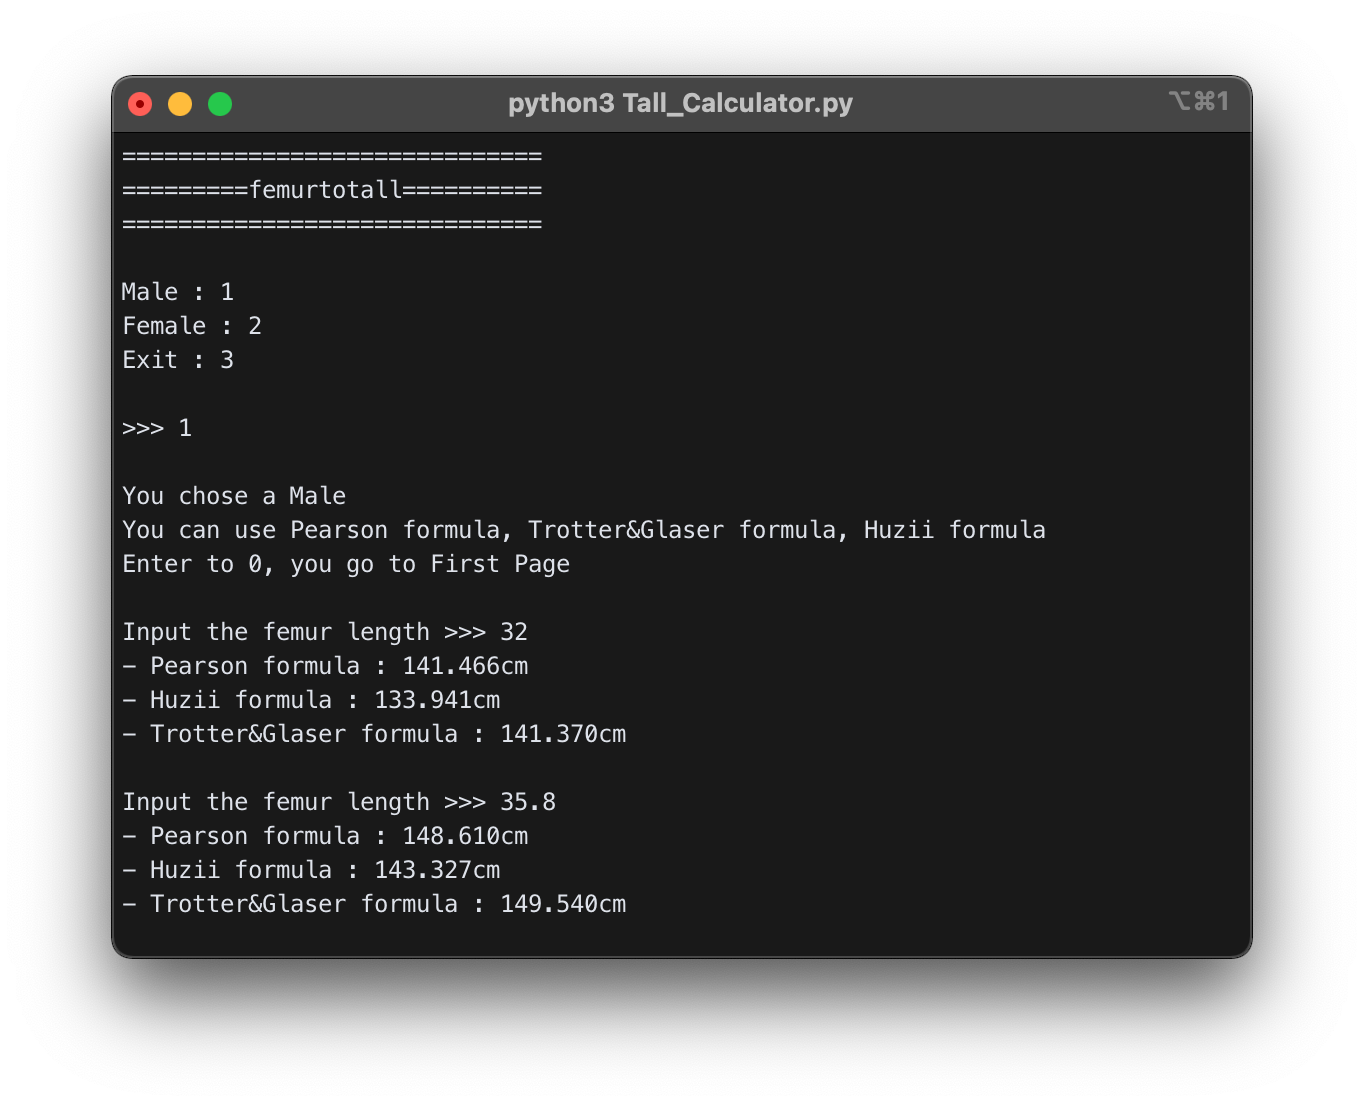 python3 Tall_Calculator.py ⌥⌘1
==============================
=========femurtotall==========
==============================
Male : 1
Female : 2
Exit : 3
>>> 1
You chose a Male
You can use Pearson formula, Trotter&Glaser formula, Huzii formula
Enter to 0, you go to First Page
Input the femur length >>> 32
- Pearson formula : 141.466cm
- Huzii formula : 133.941cm
- Trotter&Glaser formula : 141.370cm
Input the femur length >>> 35.8
- Pearson formula : 148.610cm
- Huzii formula : 143.327cm
- Trotter&Glaser formula : 149.540cm